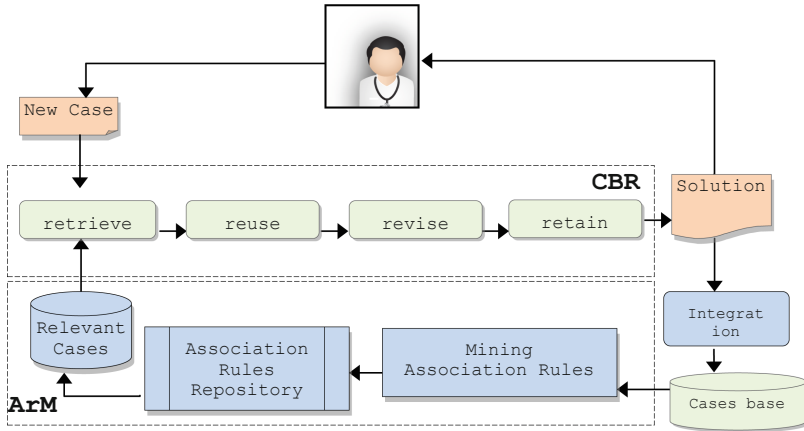 New Case
CBR
Solution
retrieve
reuse
revise
retain
Relevant
Cases
Association
Rules
Repository
Mining
Association Rules
Integrat
ion
Cases base
ArM